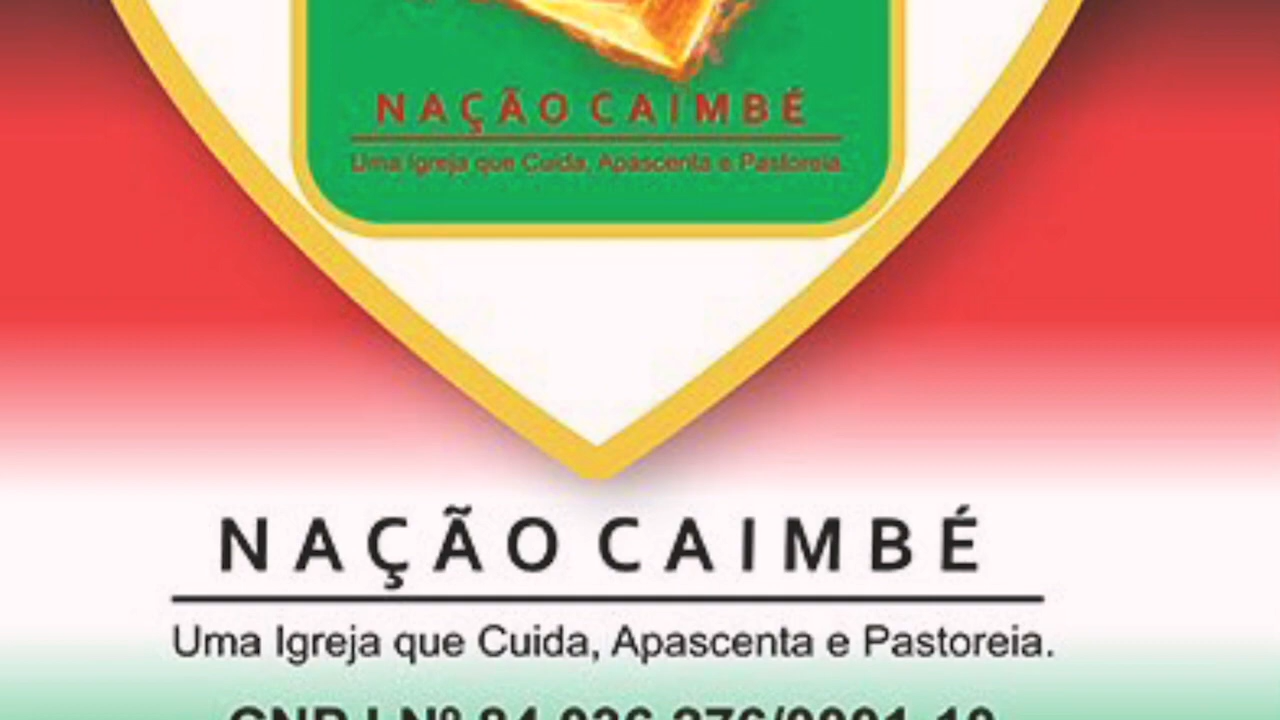 NAÇÃO CAIMBÉ
Uma Igreja que Cuida, Apascenta e Pastoreia.
NAÇÃO CAIMBÉ
Uma Igreja que Cuida, Apascenta e Pastoreia.